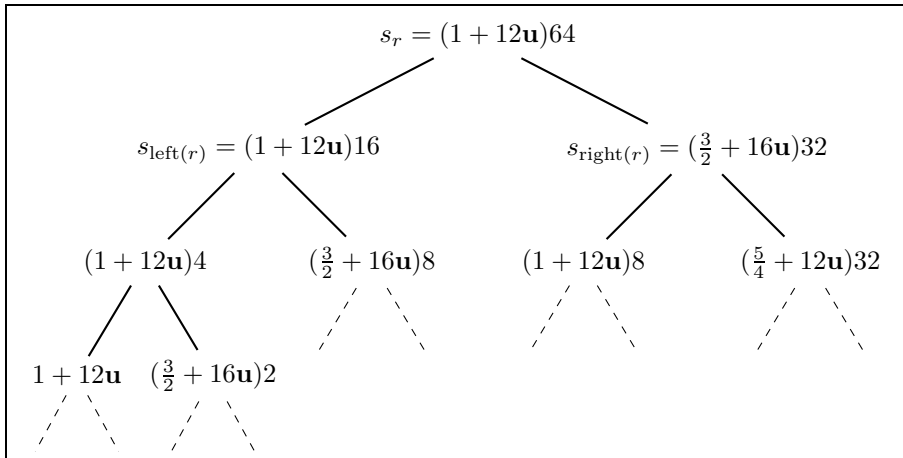 s_r = (1 + 12u)64
s_left(r) = (1 + 12u)16
s_right(r) = (3/2 + 16u)32
(1 + 12u)4
(3/2 + 16u)8
(1 + 12u)8
(5/4 + 12u)32
1 + 12u
(3/2 + 16u)2